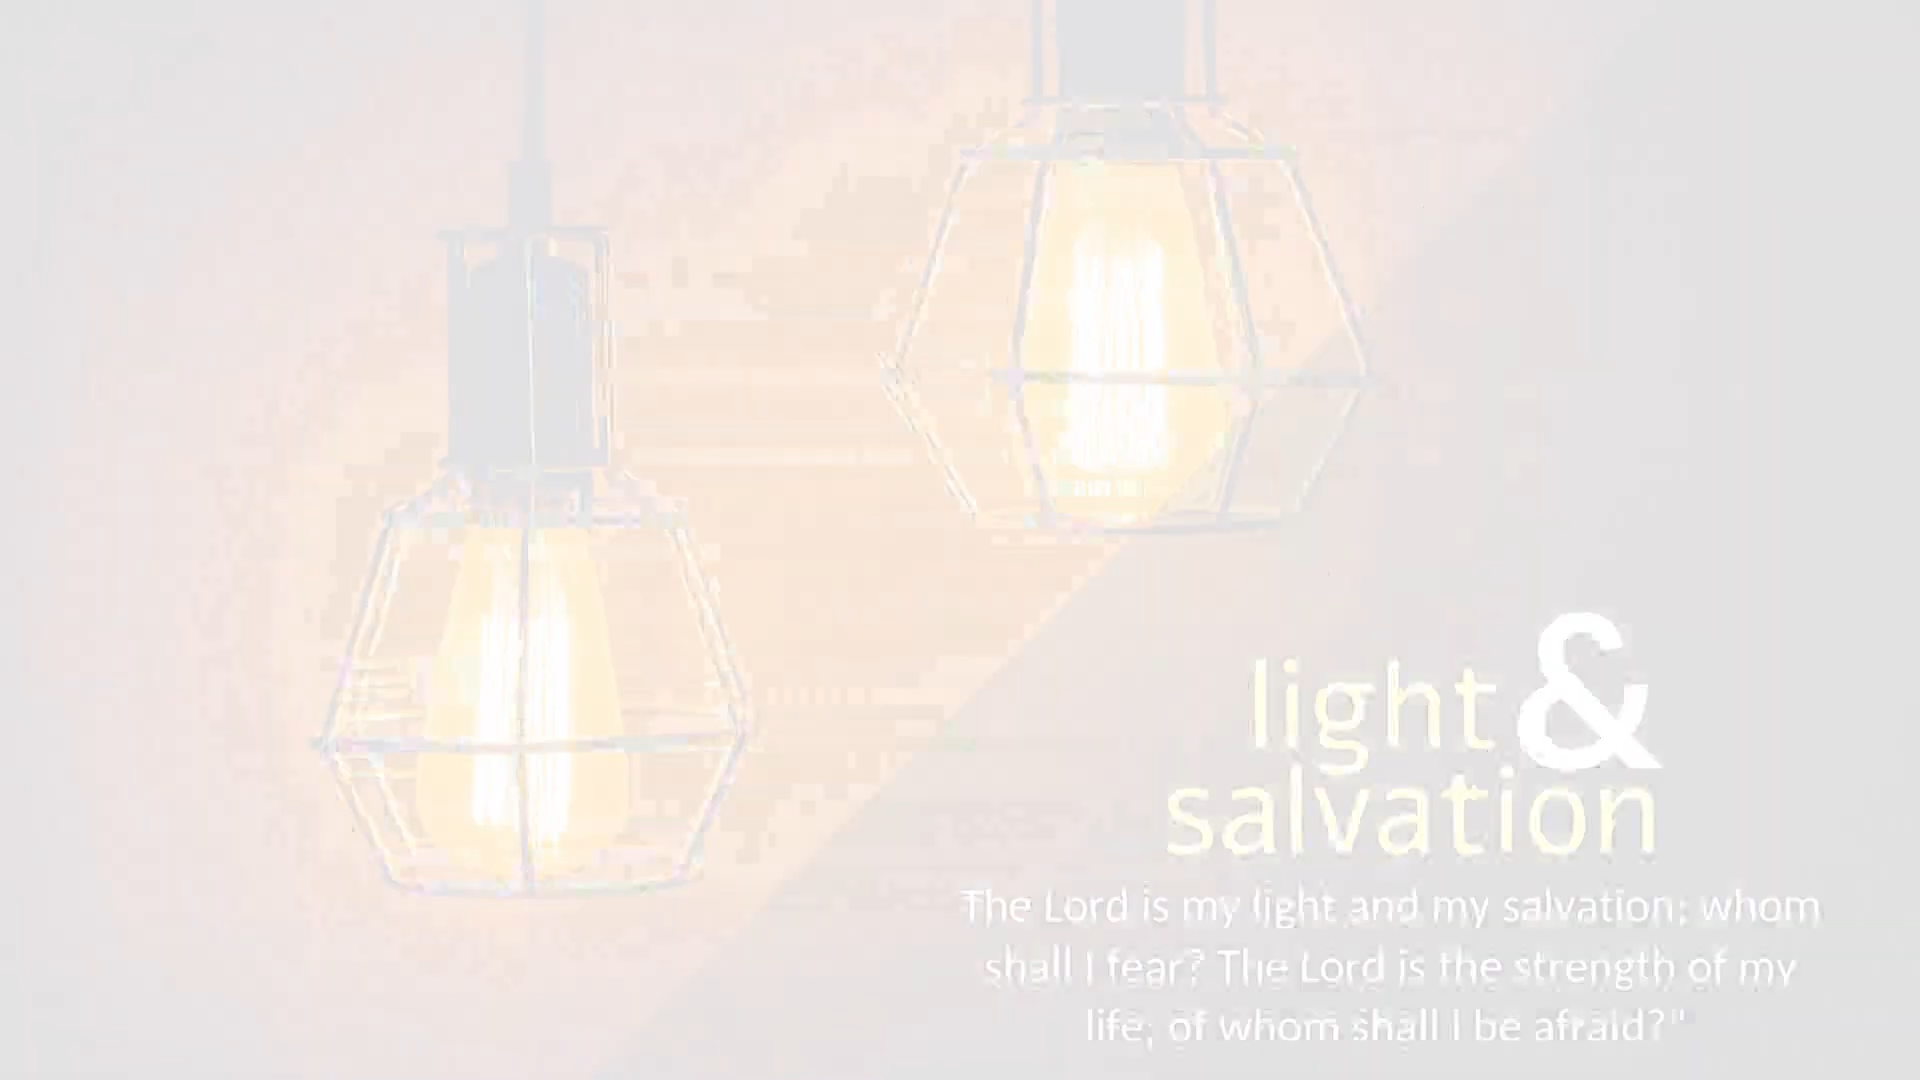 light &
salvation
The Lord is my light and my salvation; whom
shall I fear? The Lord is the strength of my
life; of whom shall I be afraid?"